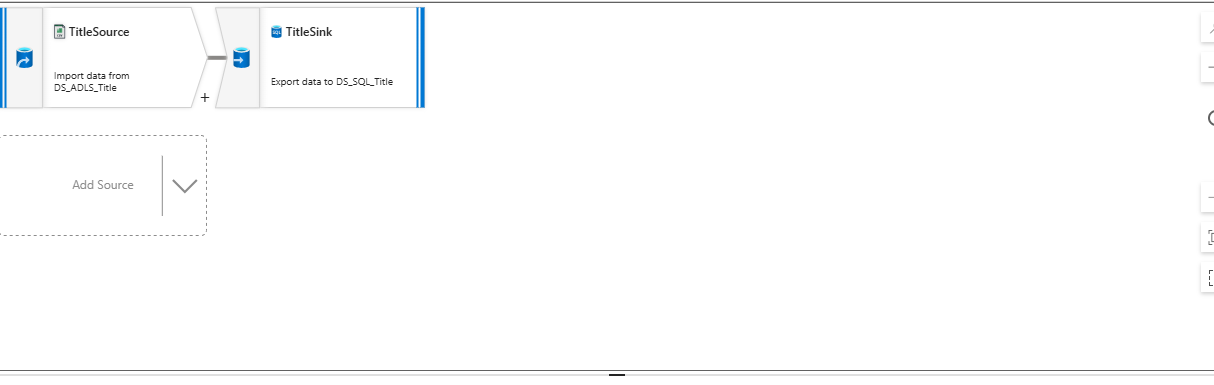 TitleSource
Import data from
DS_ADLS_Title
+
TitleSink
Export data to DS_SQL_Title
Add Source